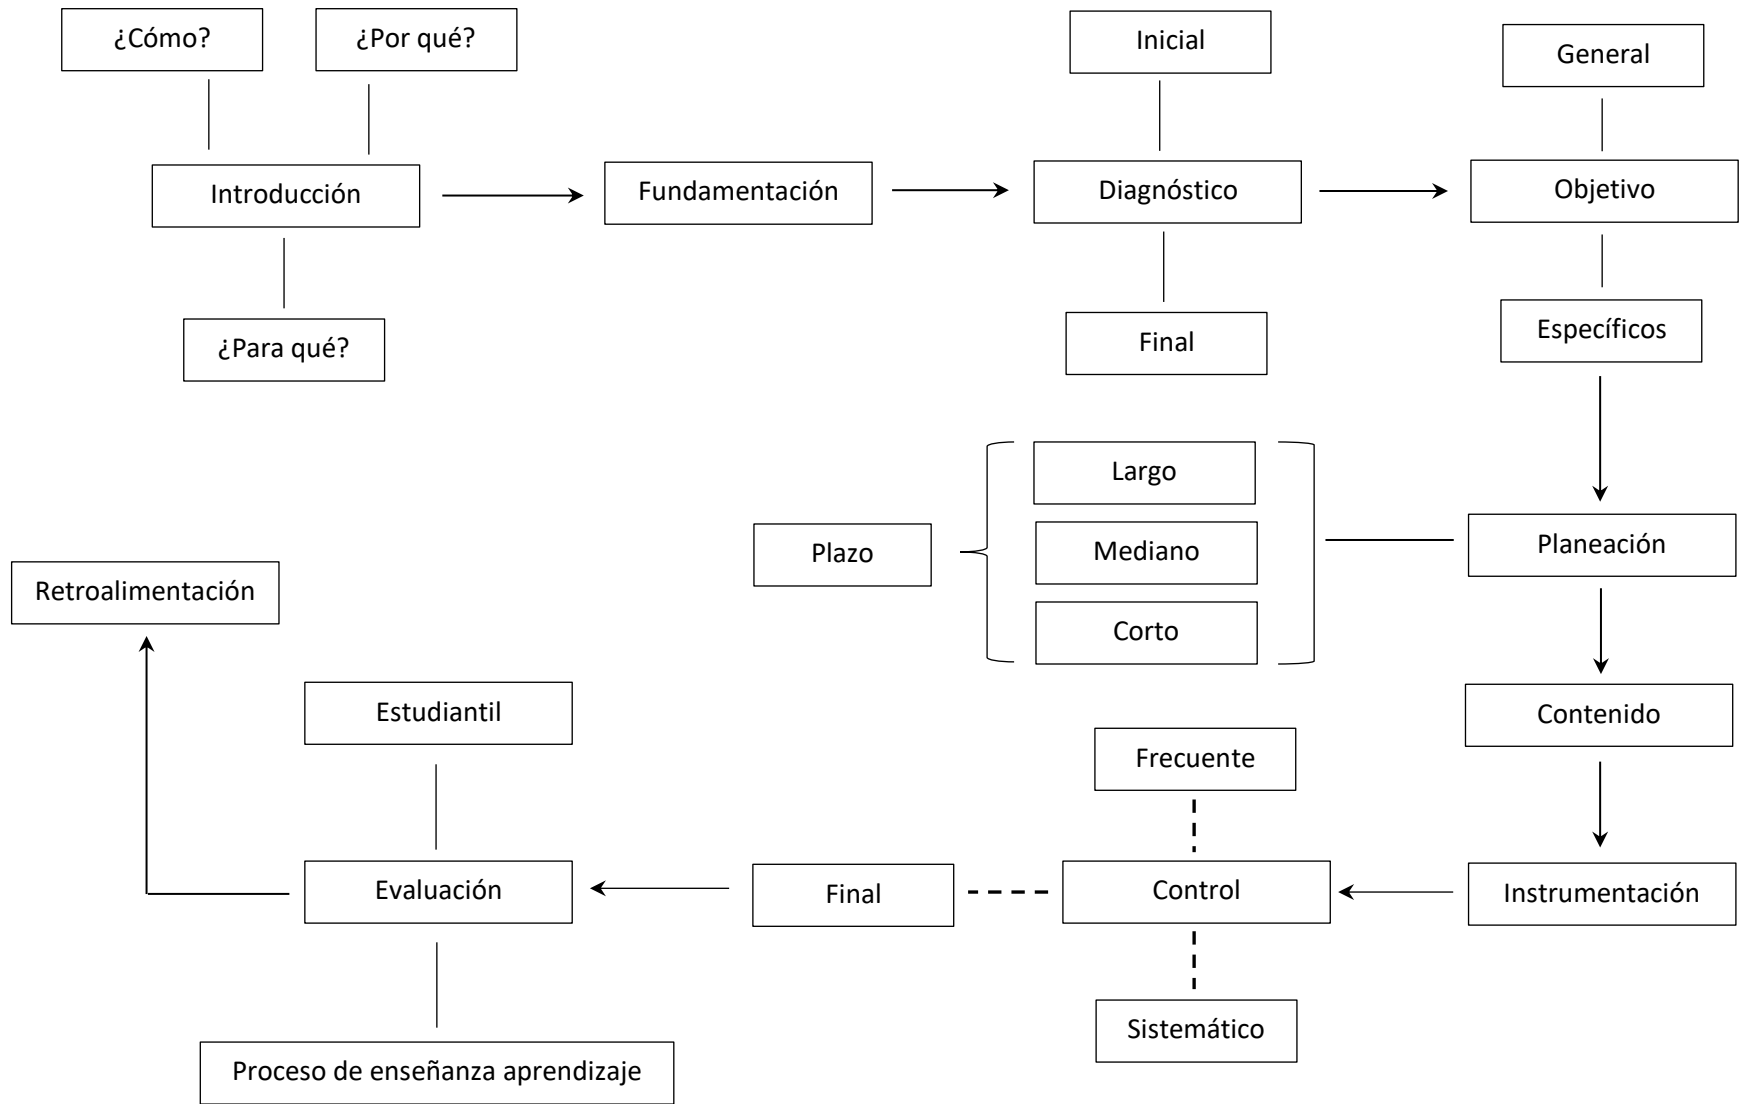 ¿Cómo?
¿Por qué?
Inicial
General
Introducción
Fundamentación
Diagnóstico
Objetivo
¿Para qué?
Final
Específicos
Largo
Plazo
Mediano
Planeación
Retroalimentación
Corto
Estudiantil
Contenido
Frecuente
Evaluación
Final
Control
Instrumentación
Sistemático
Proceso de enseñanza aprendizaje